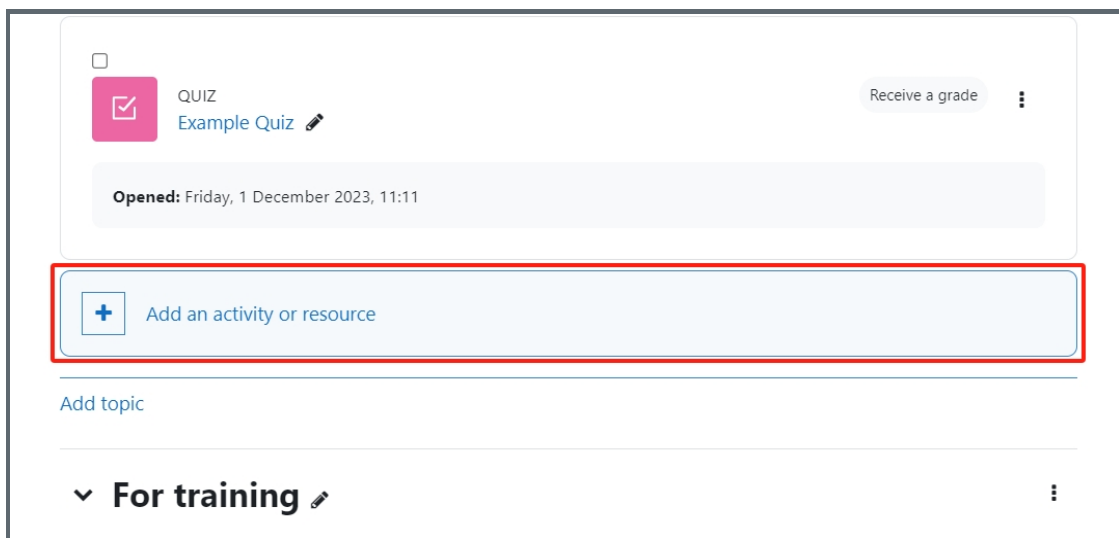 QUIZ
Receive a grade
Example Quiz
Opened: Friday, 1 December 2023, 11:11
Add an activity or resource
Add topic
For training